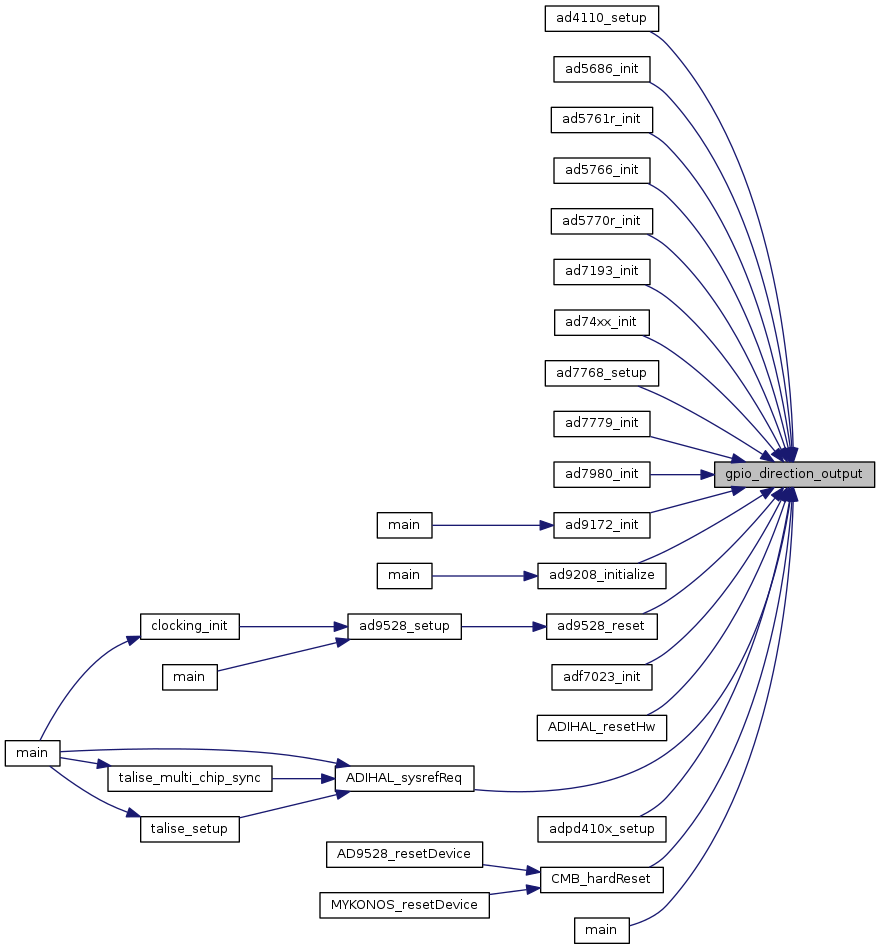 ad4110_setup
ad5686_init
ad5761r_init
ad5766_init
ad5770r_init
ad7193_init
ad74xx_init
ad7768_setup
ad7779_init
gpio_direction_output
ad7980_init
main
ad9172_init
main
ad9208_initialize
clocking_init
ad9528_setup
ad9528_reset
main
adf7023_init
ADIHAL_resetHw
main
talise_multi_chip_sync
ADIHAL_sysrefReq
talise_setup
adpd410x_setup
AD9528_resetDevice
CMB_hardReset
MYKONOS_resetDevice
main